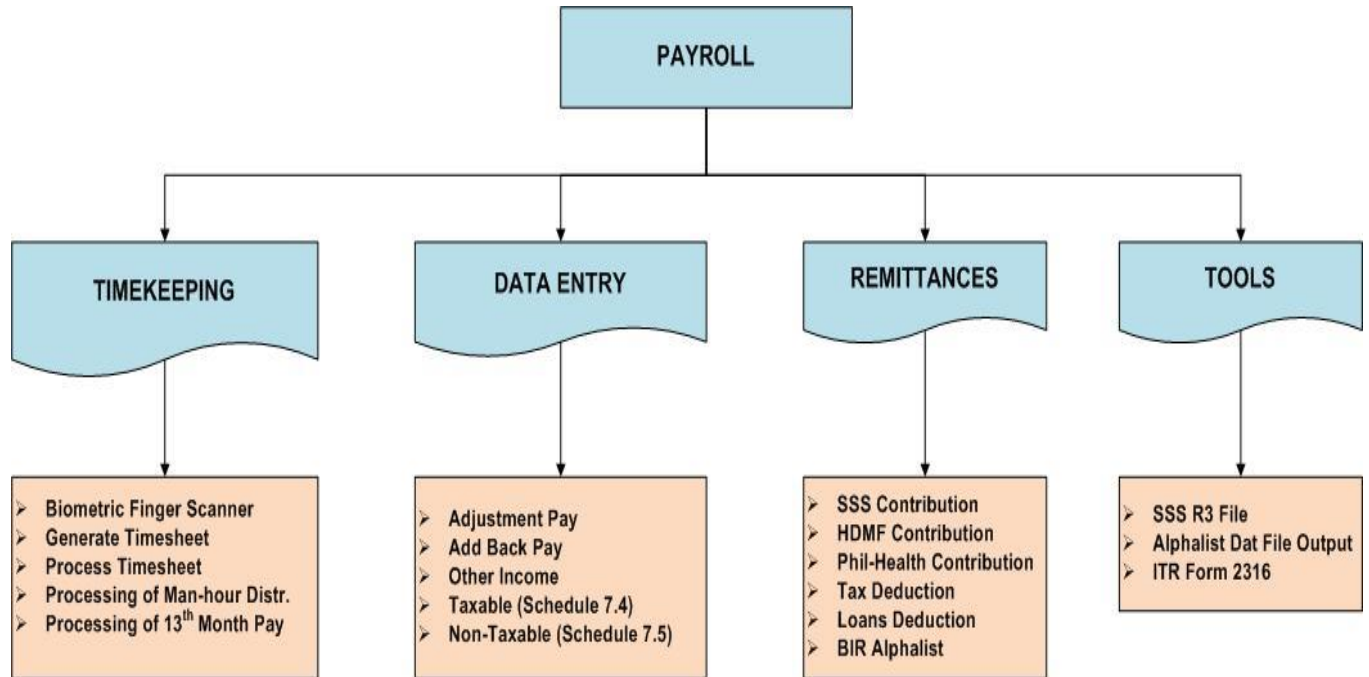 PAYROLL
TIMEKEEPING
DATA ENTRY
REMITTANCES
TOOLS
➢ Biometric Finger Scanner
➢ Generate Timesheet
➢ Process Timesheet
➢ Processing of Man-hour Distr.
➢ Processing of 13th Month Pay
➢ Adjustment Pay
➢ Add Back Pay
➢ Other Income
➢ Taxable (Schedule 7.4)
➢ Non-Taxable (Schedule 7.5)
➢ SSS Contribution
➢ HDMF Contribution
➢ Phil-Health Contribution
➢ Tax Deduction
➢ Loans Deduction
➢ BIR Alphalist
➢ SSS R3 File
➢ Alphalist Dat File Output
➢ ITR Form 2316